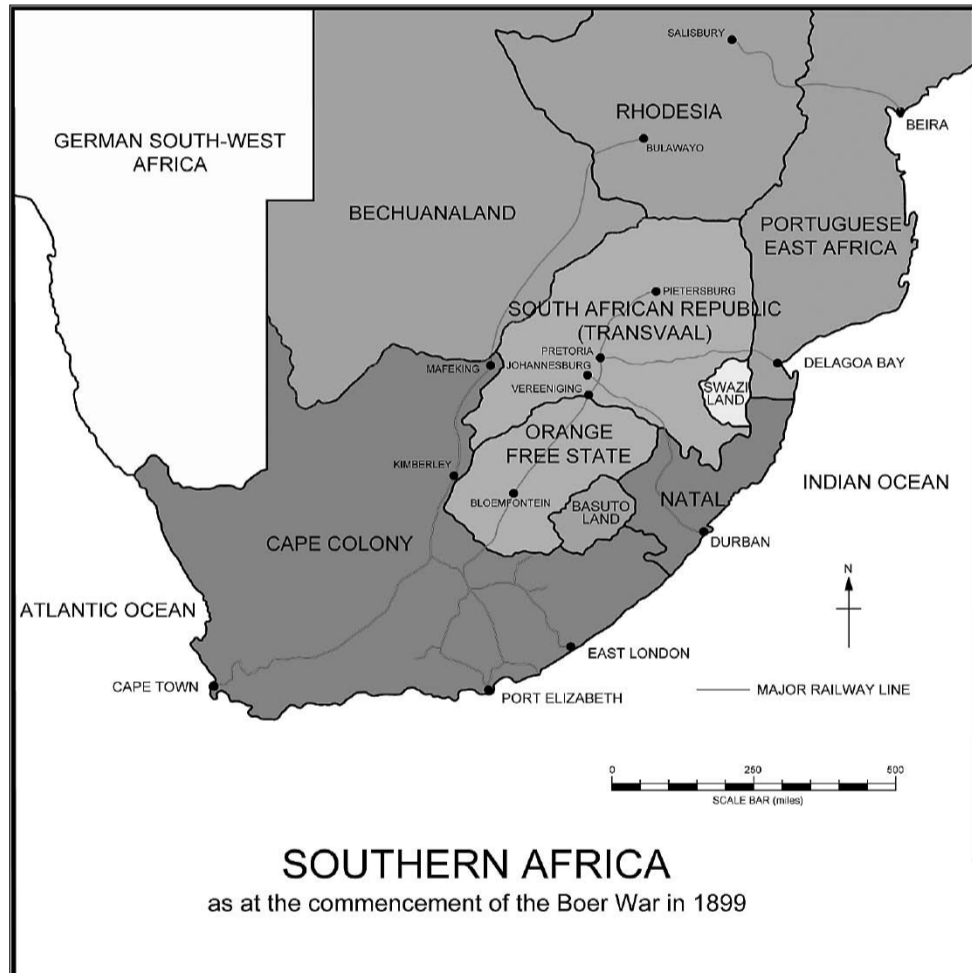 SALISBURY
RHODESIA
BEIRA
GERMAN SOUTH-WEST
AFRICA
BULAWAYO
BECHUANALAND
PORTUGUESE
EAST AFRICA
PIETERSBURG
SOUTH AFRICAN REPUBLIC
(TRANSVAAL)
PRETORIA
JOHANNESBURG
MAFEKING
DELAGOA BAY
VEREENIGING
SWAZI
LAND
ORANGE
FREE STATE
KIMBERLEY
BLOEMFONTEIN
BASUTO
LAND
NATAL
INDIAN OCEAN
CAPE COLONY
DURBAN
N
ATLANTIC OCEAN
EAST LONDON
CAPE TOWN
PORT ELIZABETH
MAJOR RAILWAY LINE
0 250 500
SCALE BAR (miles)
SOUTHERN AFRICA
as at the commencement of the Boer War in 1899